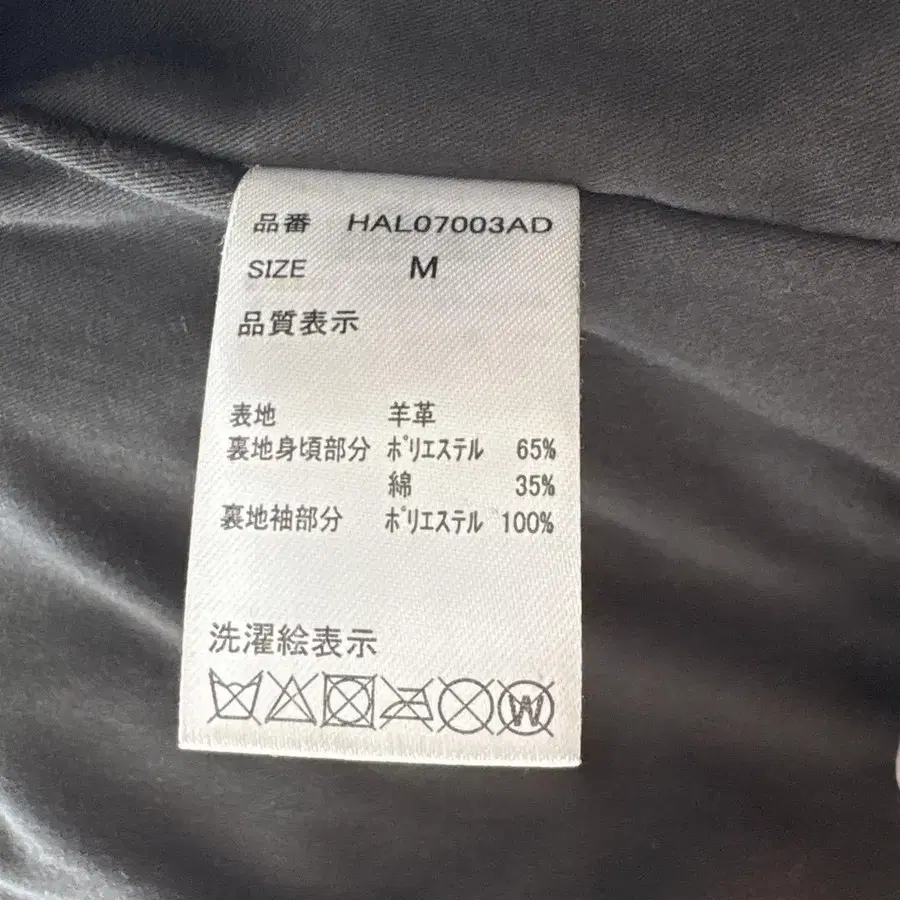 品番 HAL07003AD
SIZE M
品質表示
表地 羊革
裏地身頃部分 ポリエステル 65%
綿 35%
裏地袖部分 ポリエステル 100%
洗濯絵表示
W